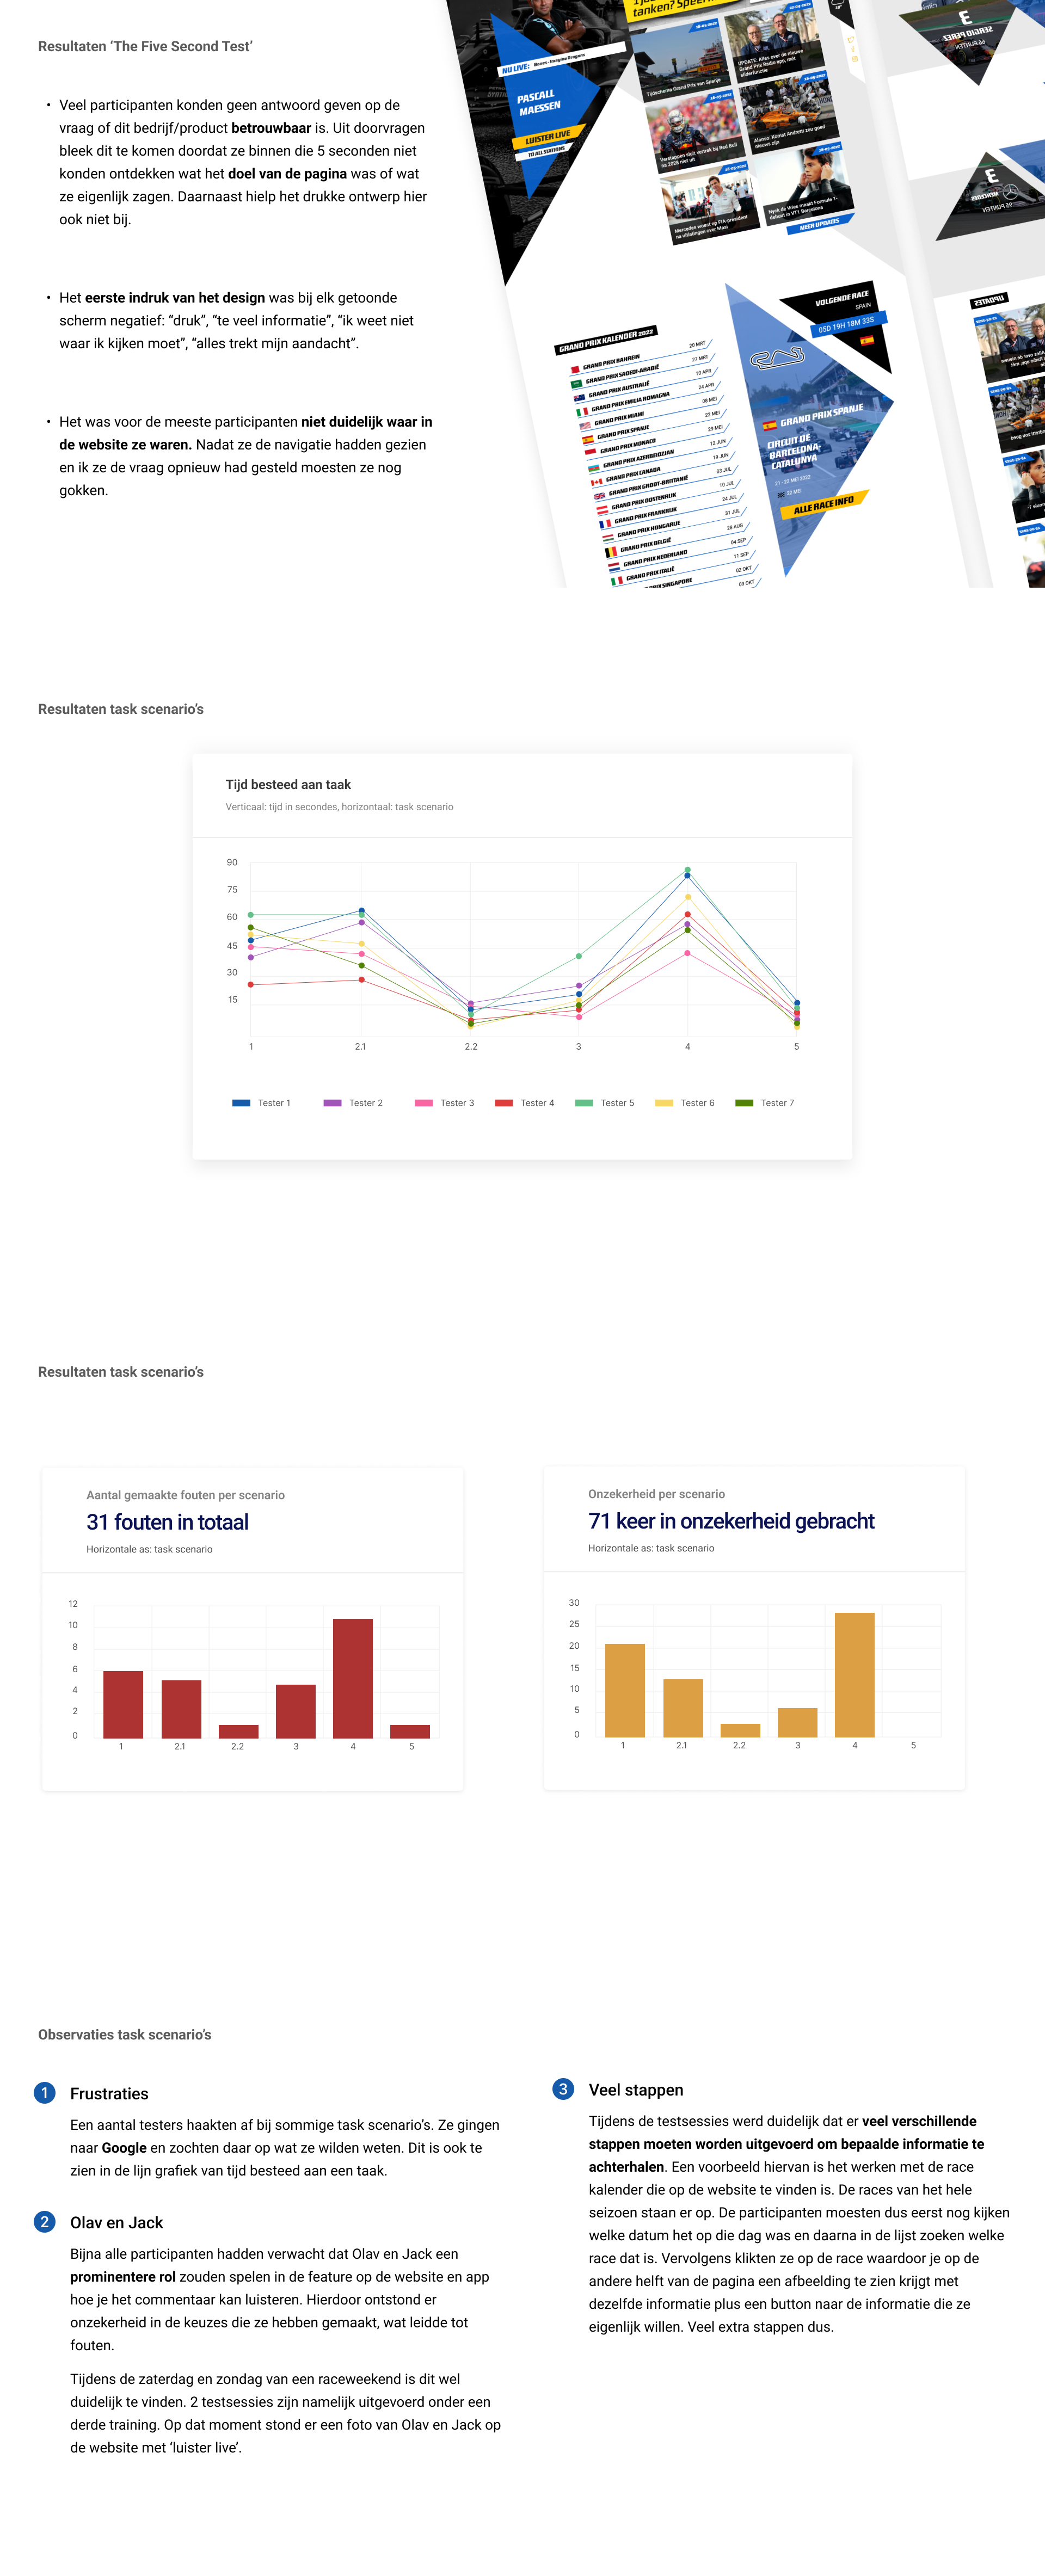 Resultaten ‘The Five Second Test’
• Veel participanten konden geen antwoord geven op de
vraag of dit bedrijf/product betrouwbaar is. Uit doorvragen
bleek dit te komen doordat ze binnen die 5 seconden niet
konden ontdekken wat het doel van de pagina was of wat
ze eigenlijk zagen. Daarnaast hielp het drukke ontwerp hier
ook niet bij.
• Het eerste indruk van het design was bij elk getoonde
scherm negatief: “druk”, “te veel informatie”, “ik weet niet
waar ik kijken moet”, “alles trekt mijn aandacht”.
• Het was voor de meeste participanten niet duidelijk waar in
de website ze waren. Nadat ze de navigatie hadden gezien
en ik ze de vraag opnieuw had gesteld moesten ze nog
gokken.
tanken?
NU LIVE: Bones - Imagine Dragons
PASCALL
MAESSEN
LUISTER LIVE
TO ALL STATIONS
Tijdschema Grand Prix van Spanje
UPDATE: Alles over de nieuwe
Grand Prix Radio app, mét
sliderfunctie
Verstappen sluit vertrek bij Red Bull
na 2028 niet uit
Alonso: Komst Andretti zou goed
nieuws zijn
Mercedes woest op FIA-president
na uitlatingen over Masi
Nyck de Vries maakt Formule 1-
debuut in VT1 Barcelona
MEER UPDATES
3
SERGIO PEREZ
3
MERCEDES
95 PUNTEN
UPDATES
GRAND PRIX KALENDER 2022
GRAND PRIX BAHREIN 20 MRT
GRAND PRIX SAOEDI-ARABIË 27 MRT
GRAND PRIX AUSTRALIË 10 APR
GRAND PRIX EMILIA ROMAGNA 24 APR
GRAND PRIX MIAMI 08 MEI
GRAND PRIX SPANJE 22 MEI
GRAND PRIX MONACO 29 MEI
GRAND PRIX AZERBEIDZJAN 12 JUN
GRAND PRIX CANADA 19 JUN
GRAND PRIX GROOT-BRITTANIË 03 JUL
GRAND PRIX OOSTENRIJK 10 JUL
GRAND PRIX FRANKRIJK 24 JUL
GRAND PRIX HONGARIJE 31 JUL
GRAND PRIX BELGIË 28 AUG
GRAND PRIX NEDERLAND 04 SEP
GRAND PRIX ITALIË 11 SEP
PRIX SINGAPORE 02 OKT
09 OKT
VOLGENDE RACE
SPAIN
05D 19H 18M 33S
GRAND PRIX SPANJE
CIRCUIT DE
BARCELONA-
CATALUNYA
21 - 22 MEI 2022
22 MEI
ALLE RACE INFO
Resultaten task scenario’s
Tijd besteed aan taak
Verticaal: tijd in secondes, horizontaal: task scenario
90
75
60
45
30
15
1 2.1 2.2 3 4 5
Tester 1 Tester 2 Tester 3 Tester 4 Tester 5 Tester 6 Tester 7
Resultaten task scenario’s
Aantal gemaakte fouten per scenario
31 fouten in totaal
Horizontale as: task scenario
12
10
8
6
4
2
0
1 2.1 2.2 3 4 5
Onzekerheid per scenario
71 keer in onzekerheid gebracht
Horizontale as: task scenario
30
25
20
15
10
5
0
1 2.1 2.2 3 4 5
Observaties task scenario’s
1 Frustraties
Een aantal testers haakten af bij sommige task scenario’s. Ze gingen
naar Google en zochten daar op wat ze wilden weten. Dit is ook te
zien in de lijn grafiek van tijd besteed aan een taak.
2 Olav en Jack
Bijna alle participanten hadden verwacht dat Olav en Jack een
prominentere rol zouden spelen in de feature op de website en app
hoe je het commentaar kan luisteren. Hierdoor ontstond er
onzekerheid in de keuzes die ze hebben gemaakt, wat leidde tot
fouten.
Tijdens de zaterdag en zondag van een raceweekend is dit wel
duidelijk te vinden. 2 testsessies zijn namelijk uitgevoerd onder een
derde training. Op dat moment stond er een foto van Olav en Jack op
de website met ‘luister live’.
3 Veel stappen
Tijdens de testsessies werd duidelijk dat er veel verschillende
stappen moeten worden uitgevoerd om bepaalde informatie te
achterhalen. Een voorbeeld hiervan is het werken met de race
kalender die op de website te vinden is. De races van het hele
seizoen staan er op. De participanten moesten dus eerst nog kijken
welke datum het op die dag was en daarna in de lijst zoeken welke
race dat is. Vervolgens klikten ze op de race waardoor je op de
andere helft van de pagina een afbeelding te zien krijgt met
dezelfde informatie plus een button naar de informatie die ze
eigenlijk willen. Veel extra stappen dus.